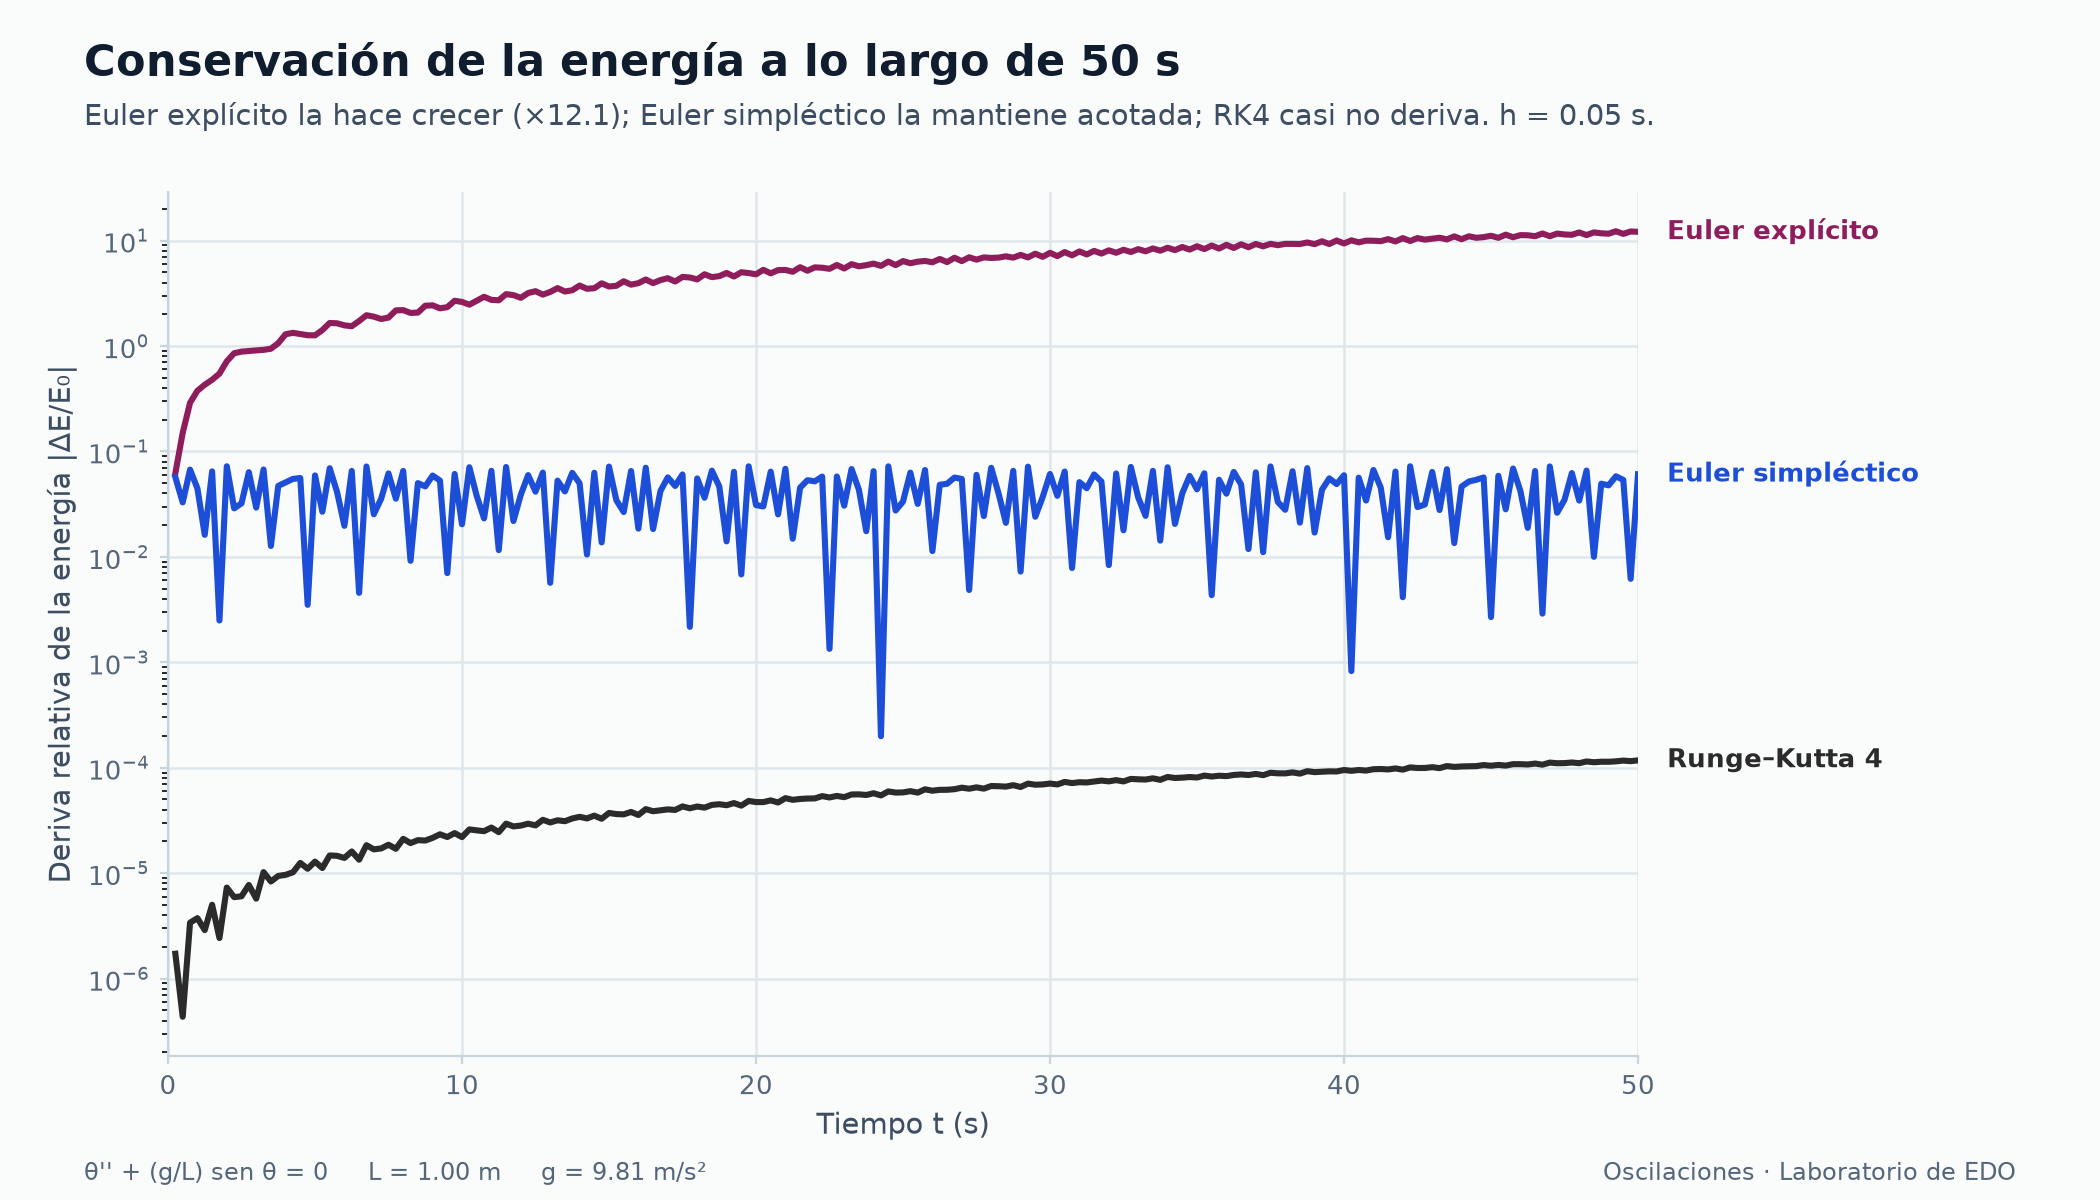 Conservación de la energía a lo largo de 50 s
Euler explícito la hace crecer (×12.1); Euler simpléctico la mantiene acotada; RK4 casi no deriva. h = 0.05 s.
Deriva relativa de la energía |ΔE/E₀|
10¹
10⁰
10⁻¹
10⁻²
10⁻³
10⁻⁴
10⁻⁵
10⁻⁶
Euler explícito
Euler simpléctico
Runge–Kutta 4
0 10 20 30 40 50
Tiempo t (s)
θ'' + (g/L) sen θ = 0 L = 1.00 m g = 9.81 m/s²
Oscilaciones · Laboratorio de EDO